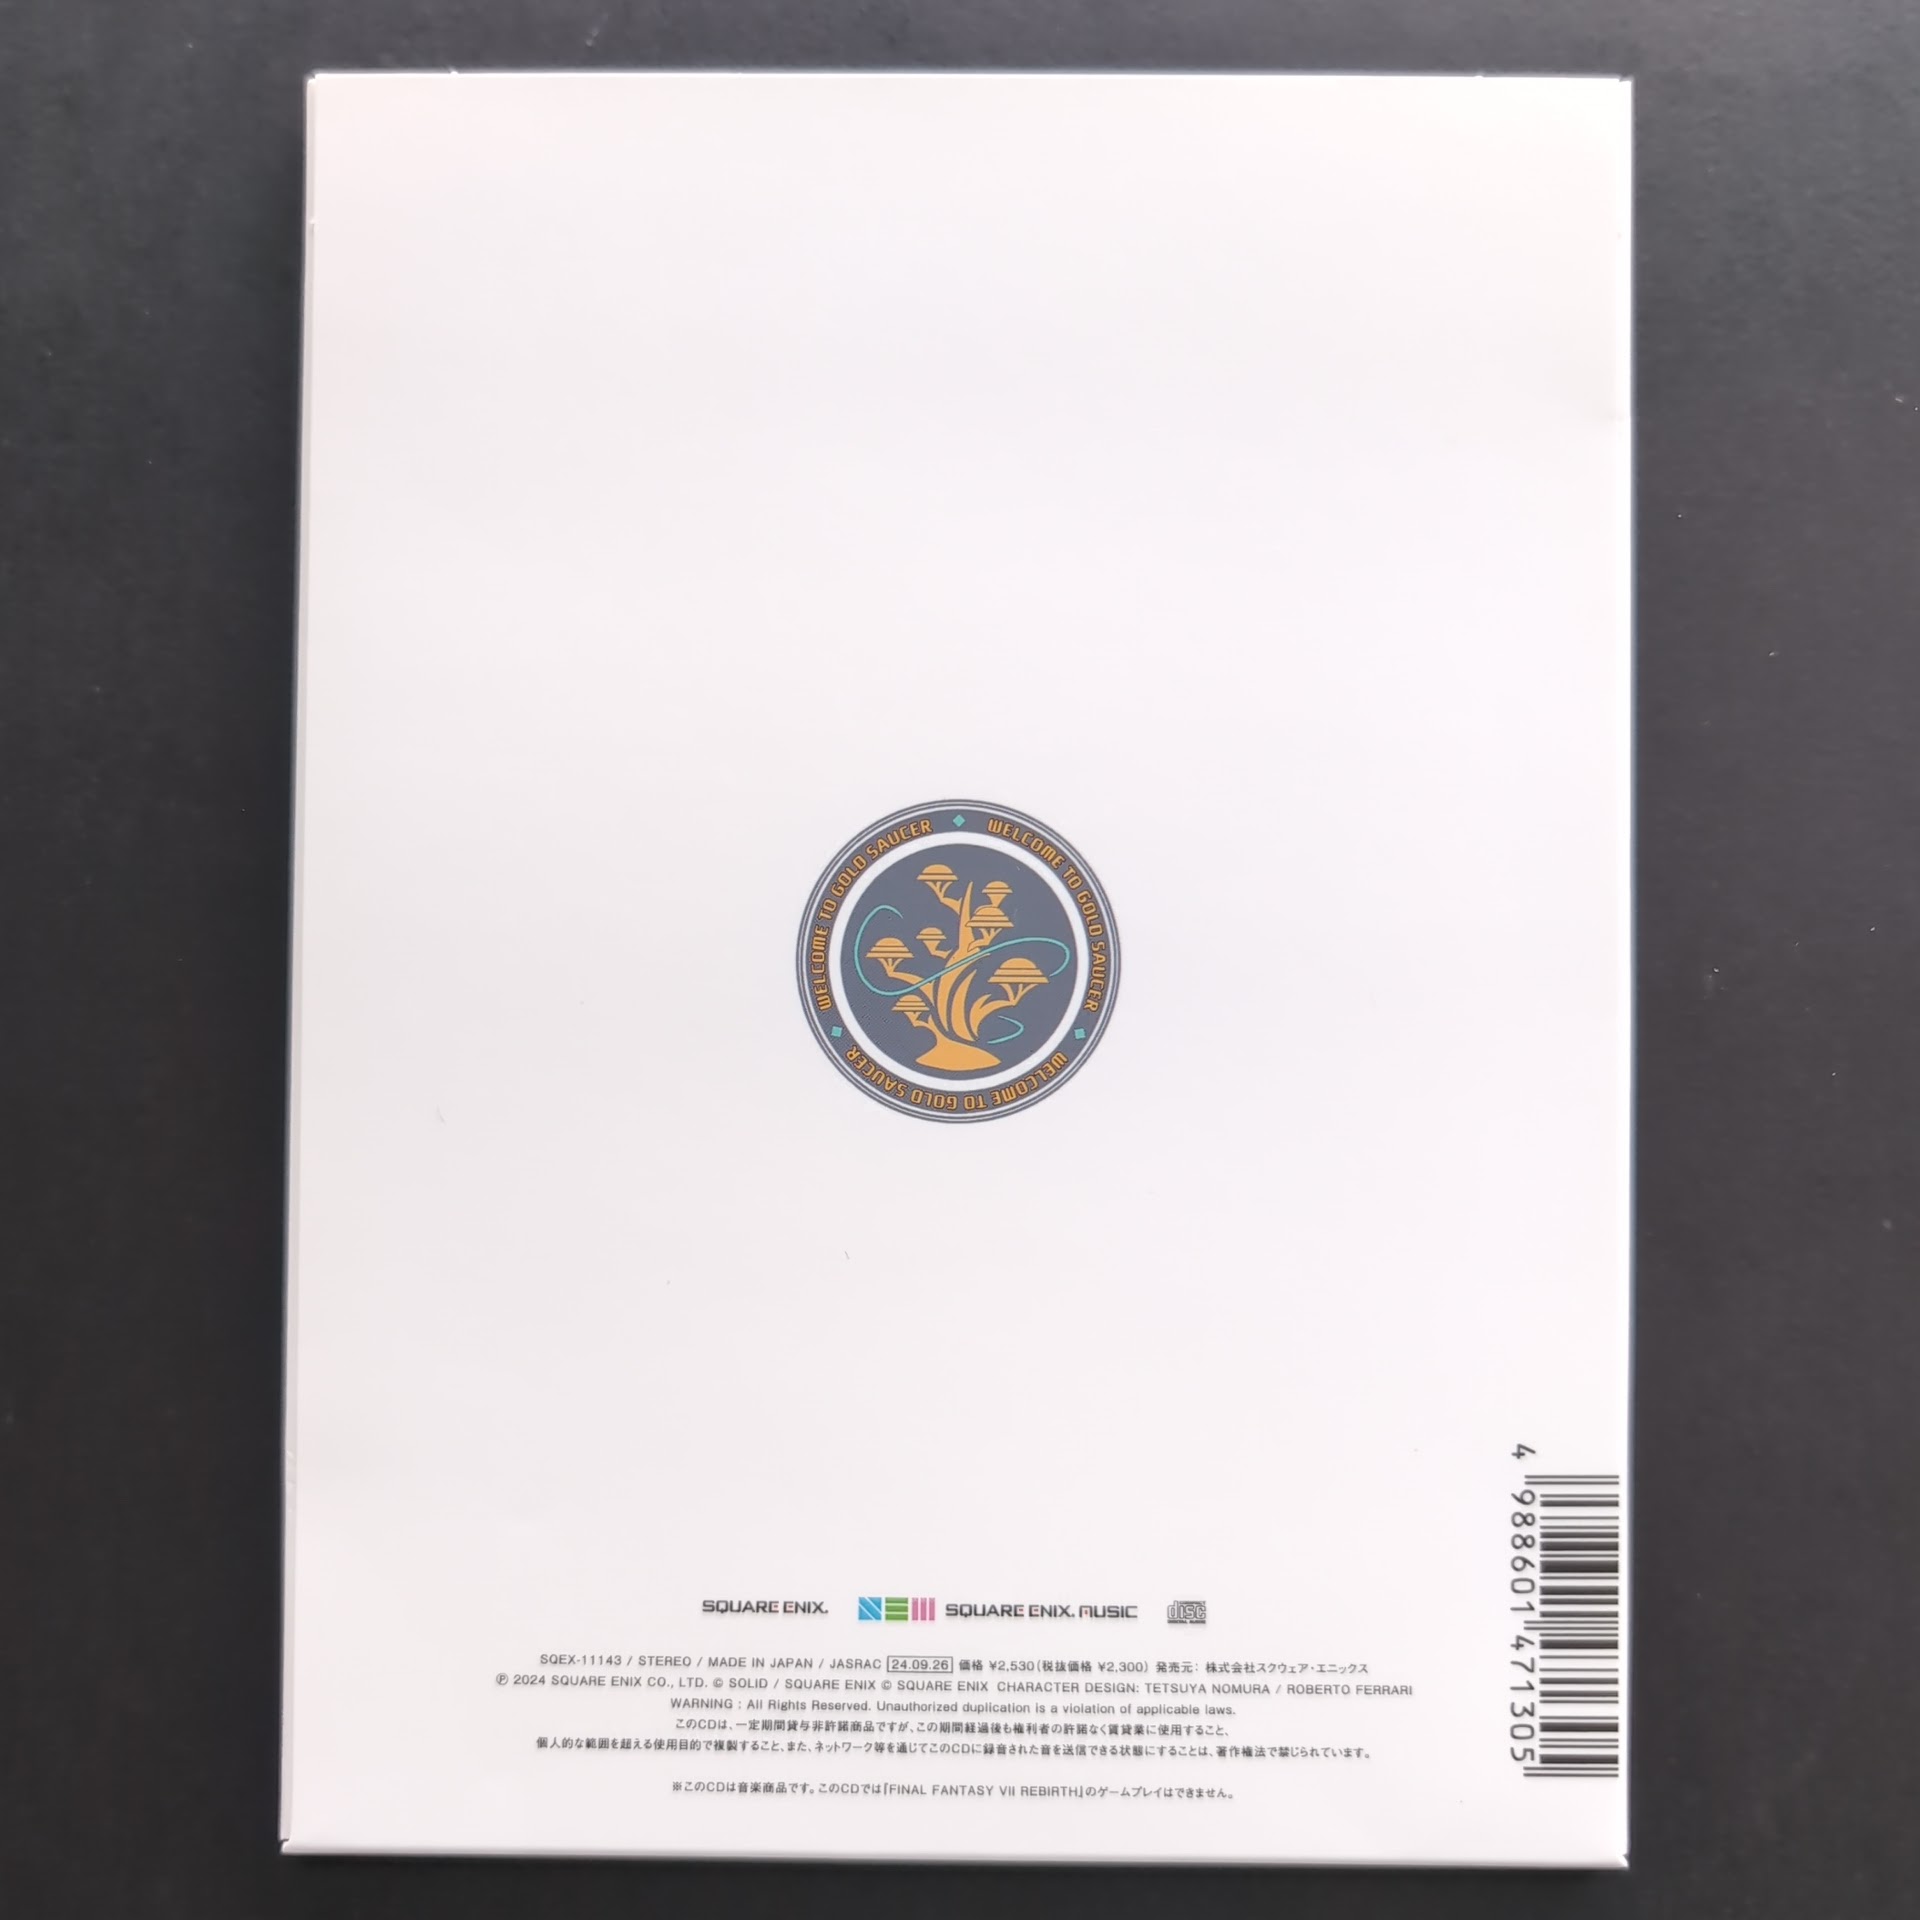 WELCOME TO GOLD SAUCER ◆ WELCOME TO GOLD SAUCER ◆ WELCOME TO GOLD SAUCER ◆
SQUARE ENIX. SQUARE ENIX. MUSIC COMPACT disc DIGITAL AUDIO
SQEX-11143 / STEREO / MADE IN JAPAN / JASRAC 24.09.26 価格 ¥2,530(税抜価格 ¥2,300) 発売元: 株式会社スクウェア・エニックス
℗ 2024 SQUARE ENIX CO., LTD. © SOLID / SQUARE ENIX © SQUARE ENIX CHARACTER DESIGN: TETSUYA NOMURA / ROBERTO FERRARI
WARNING : All Rights Reserved. Unauthorized duplication is a violation of applicable laws.
このCDは、一定期間貸与非許諾商品ですが、この期間経過後も権利者の許諾なく賃貸業に使用すること、
個人的な範囲を超える使用目的で複製すること、また、ネットワーク等を通じてこのCDに録音された音を送信できる状態にすることは、著作権法で禁じられています。
※このCDは音楽商品です。このCDでは「FINAL FANTASY VII REBIRTH」のゲームプレイはできません。
4 988601 471305